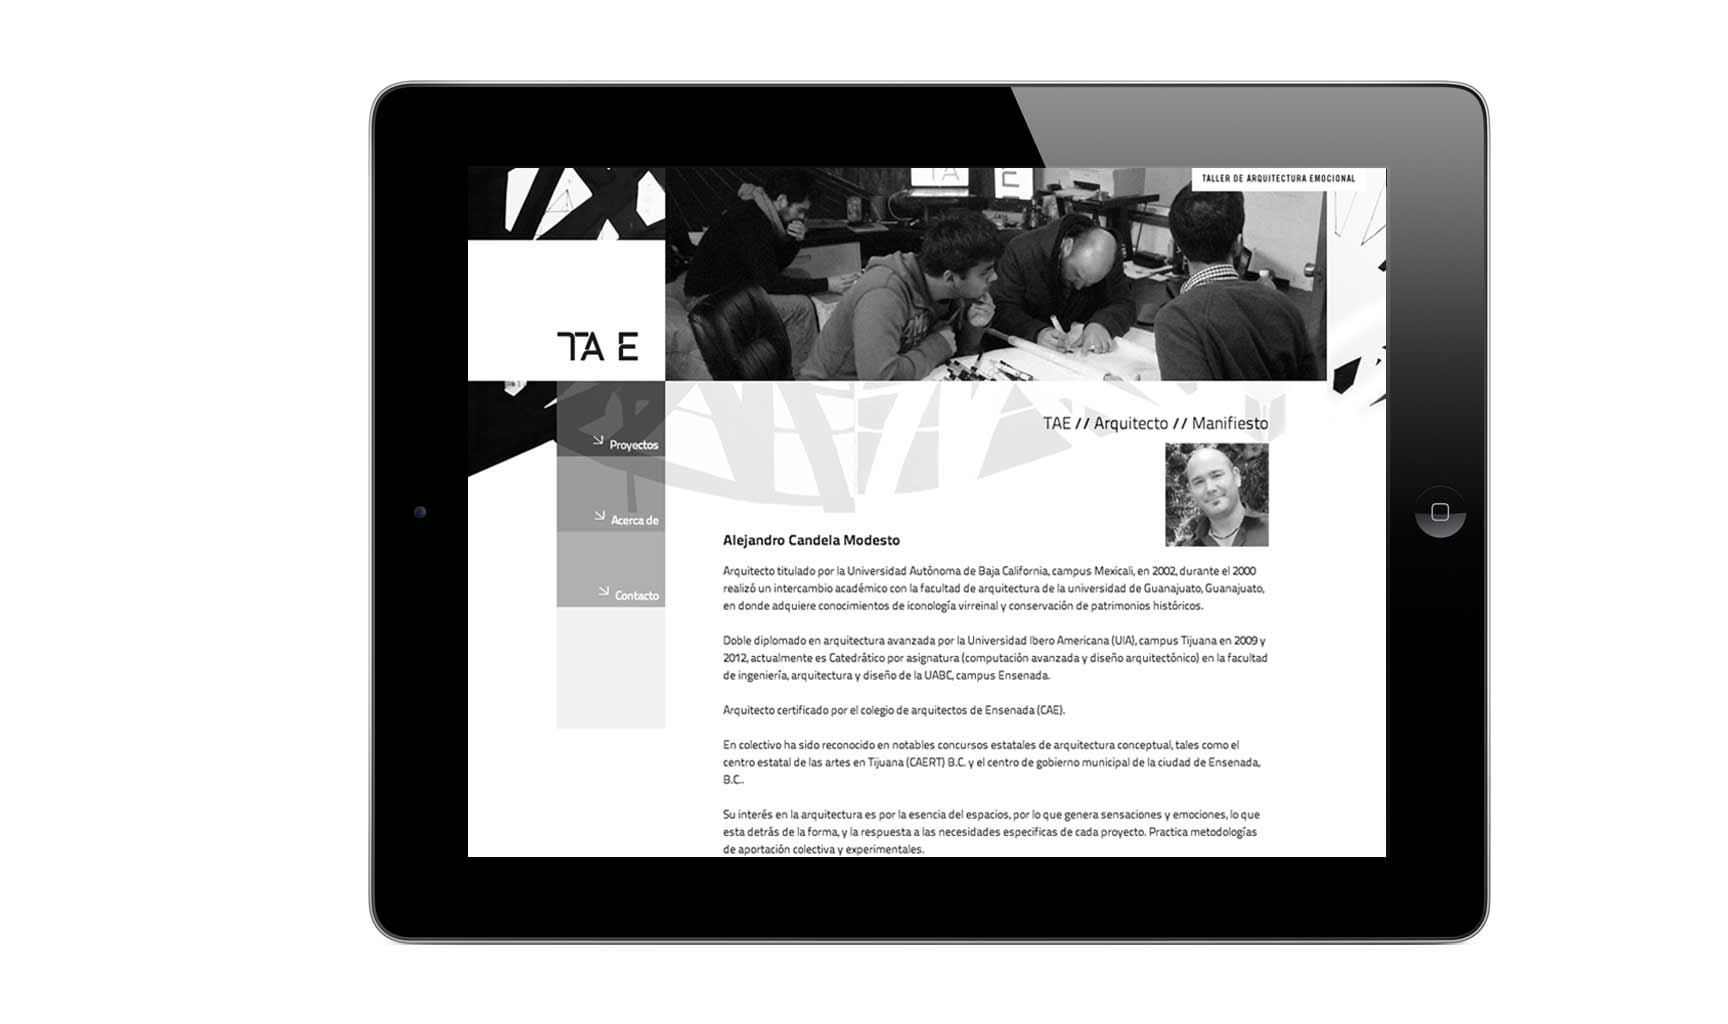 TA
E
TALLER DE ARQUITECTURA EMOCIONAL
TAE
TAE // Arquitecto // Manifiesto
Proyectos
Acerca de
Contacto
Alejandro Candela Modesto
Arquitecto titulado por la Universidad Autónoma de Baja California, campus Mexicali, en 2002, durante el 2000
realizó un intercambio académico con la facultad de arquitectura de la universidad de Guanajuato, Guanajuato,
en donde adquiere conocimientos de iconología virreinal y conservación de patrimonios históricos.
Doble diplomado en arquitectura avanzada por la Universidad Ibero Americana (UIA), campus Tijuana en 2009 y
2012, actualmente es Catedrático por asignatura (computación avanzada y diseño arquitectónico) en la facultad
de ingeniería, arquitectura y diseño de la UABC, campus Ensenada.
Arquitecto certificado por el colegio de arquitectos de Ensenada (CAE).
En colectivo ha sido reconocido en notables concursos estatales de arquitectura conceptual, tales como el
centro estatal de las artes en Tijuana (CAERT) B.C. y el centro de gobierno municipal de la ciudad de Ensenada,
B.C..
Su interés en la arquitectura es por la esencia del espacios, por lo que genera sensaciones y emociones, lo que
esta detrás de la forma, y la respuesta a las necesidades especificas de cada proyecto. Practica metodologías
de aportación colectiva y experimentales.